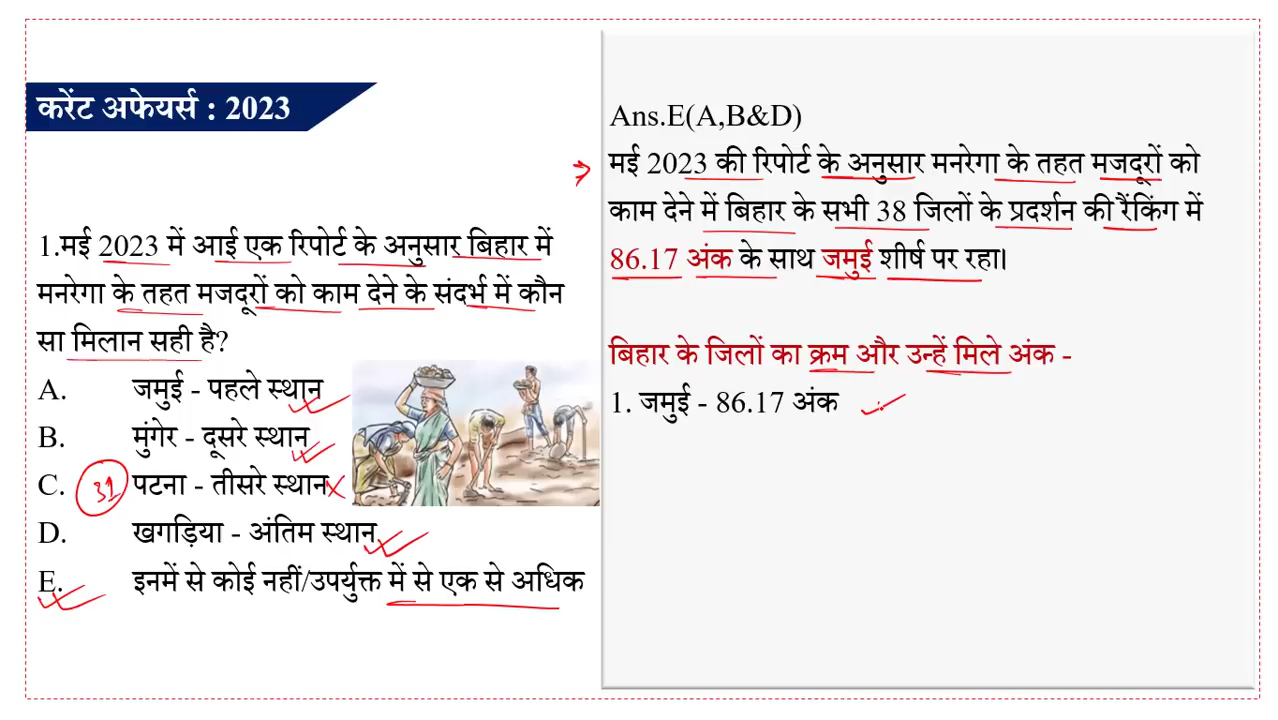 करेंट अफेयर्स : 2023
1.मई 2023 में आई एक रिपोर्ट के अनुसार बिहार में
मनरेगा के तहत मजदूरों को काम देने के संदर्भ में कौन
सा मिलान सही है?
A. जमुई - पहले स्थान
B. मुंगेर - दूसरे स्थान
C. 31 पटना - तीसरे स्थान
D. खगड़िया - अंतिम स्थान
E. इनमें से कोई नहीं/उपर्युक्त में से एक से अधिक
Ans.E(A,B&D)
मई 2023 की रिपोर्ट के अनुसार मनरेगा के तहत मजदूरों को
काम देने में बिहार के सभी 38 जिलों के प्रदर्शन की रैंकिंग में
86.17 अंक के साथ जमुई शीर्ष पर रहा।
बिहार के जिलों का क्रम और उन्हें मिले अंक -
1. जमुई - 86.17 अंक